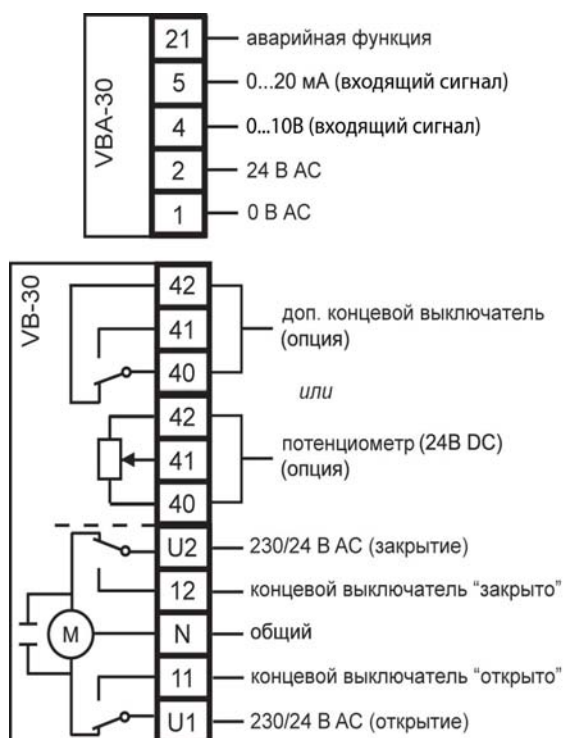 VBA-30
21
аварийная функция
5
0...20 мА (входящий сигнал)
4
0...10В (входящий сигнал)
2
24 В АС
1
0 В АС
VB-30
42
41
40
доп. концевой выключатель
(опция)
или
42
41
40
потенциометр (24В DC)
(опция)
U2
230/24 В АС (закрытие)
12
концевой выключатель “закрыто”
M
N
общий
11
концевой выключатель “открыто”
U1
230/24 В АС (открытие)